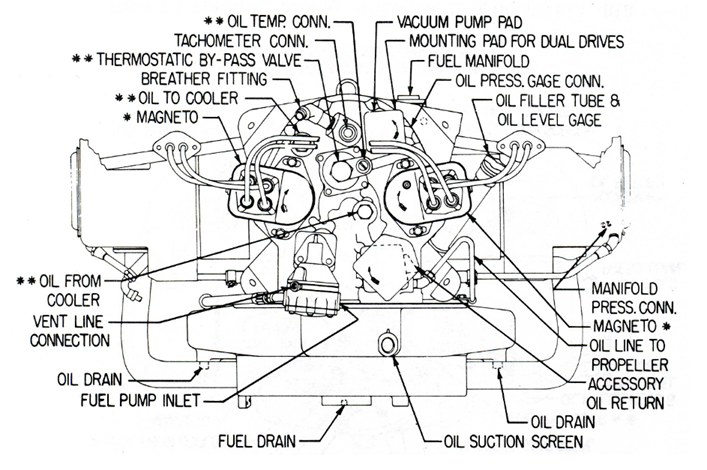 **OIL TEMP. CONN.
TACHOMETER CONN.
**THERMOSTATIC BY-PASS VALVE
BREATHER FITTING
**OIL TO COOLER
* MAGNETO
VACUUM PUMP PAD
MOUNTING PAD FOR DUAL DRIVES
FUEL MANIFOLD
OIL PRESS. GAGE CONN.
OIL FILLER TUBE &
OIL LEVEL GAGE
**OIL FROM
COOLER
VENT LINE
CONNECTION
OIL DRAIN
FUEL PUMP INLET
FUEL DRAIN
MANIFOLD
PRESS. CONN.
MAGNETO *
OIL LINE TO
PROPELLER
ACCESSORY
OIL RETURN
OIL DRAIN
OIL SUCTION SCREEN